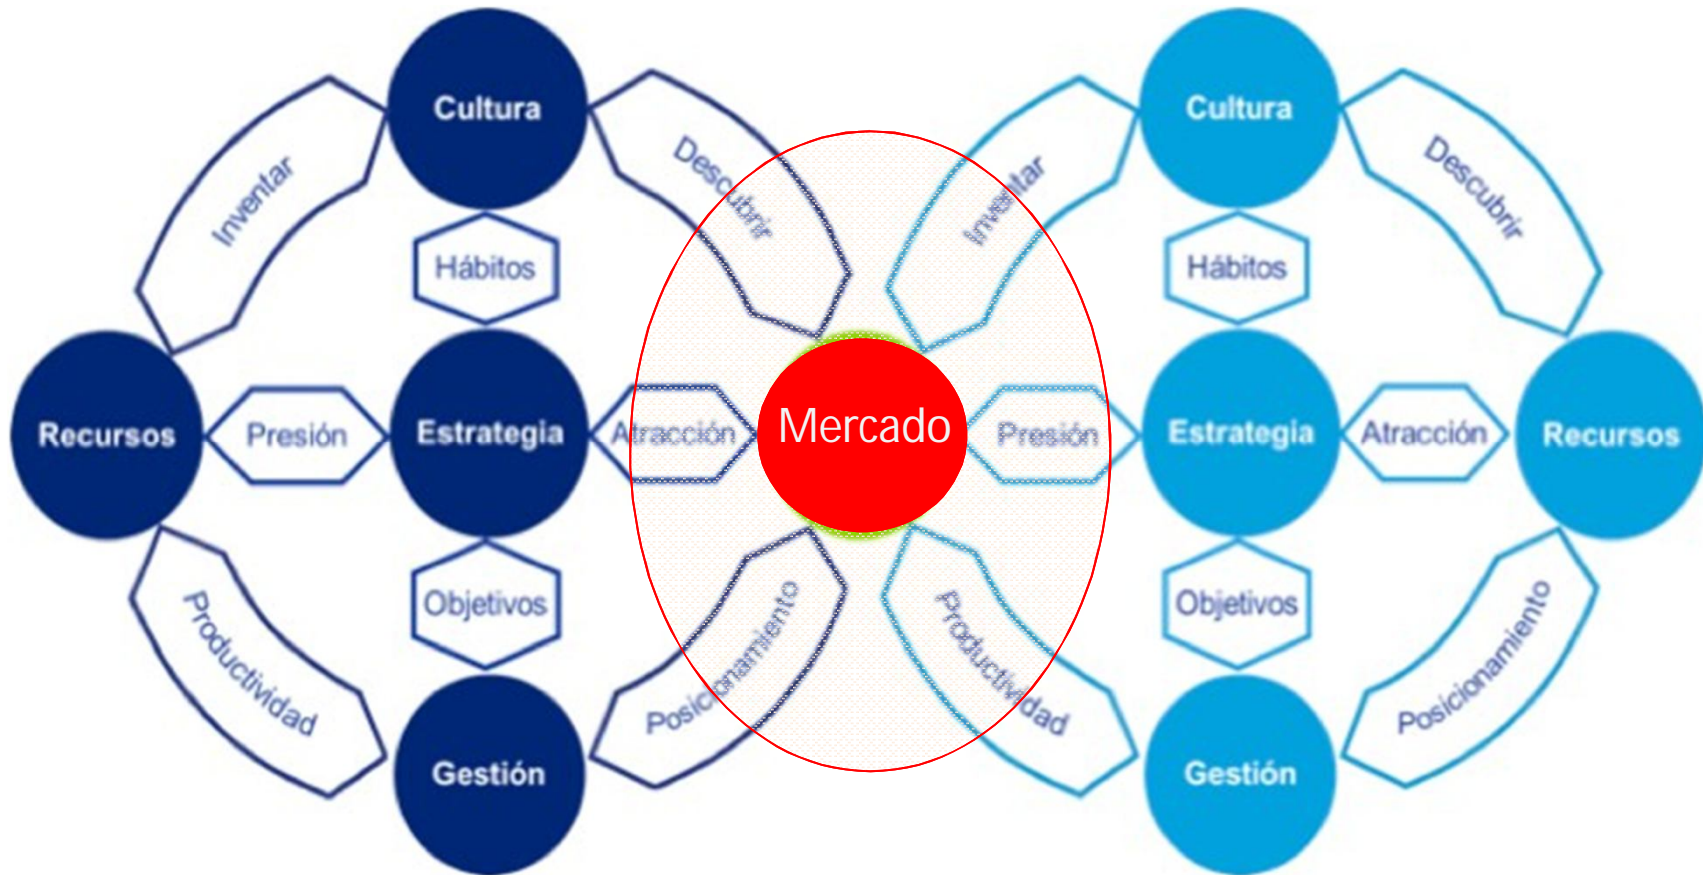 Cultura
Cultura
Inventar
Descubrir
Inventar
Descubrir
Hábitos
Hábitos
Recursos
Presión
Estrategia
Atracción
Mercado
Presión
Estrategia
Atracción
Recursos
Objetivos
Objetivos
Productividad
Posicionamiento
Productividad
Posicionamiento
Gestión
Gestión